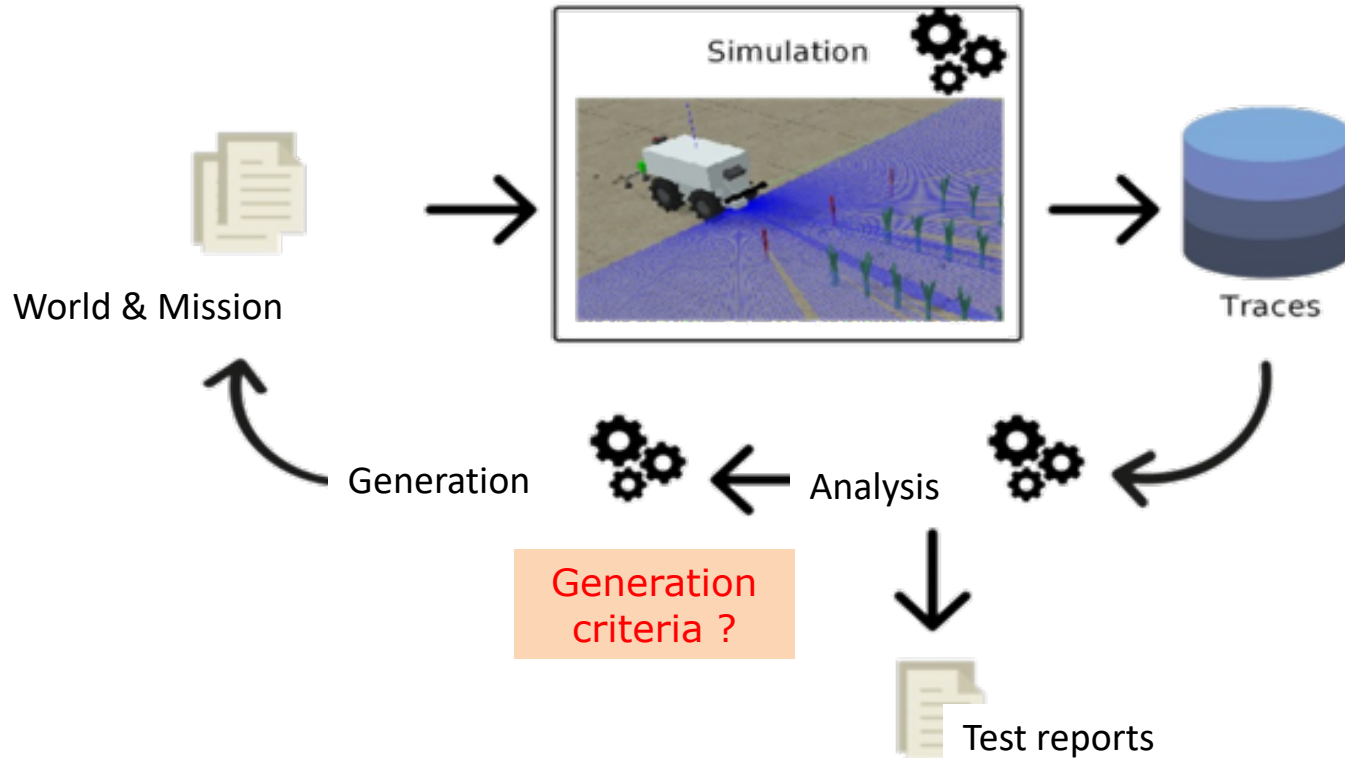 Simulation
World & Mission
Traces
Generation
Analysis
Generation
criteria ?
Test reports